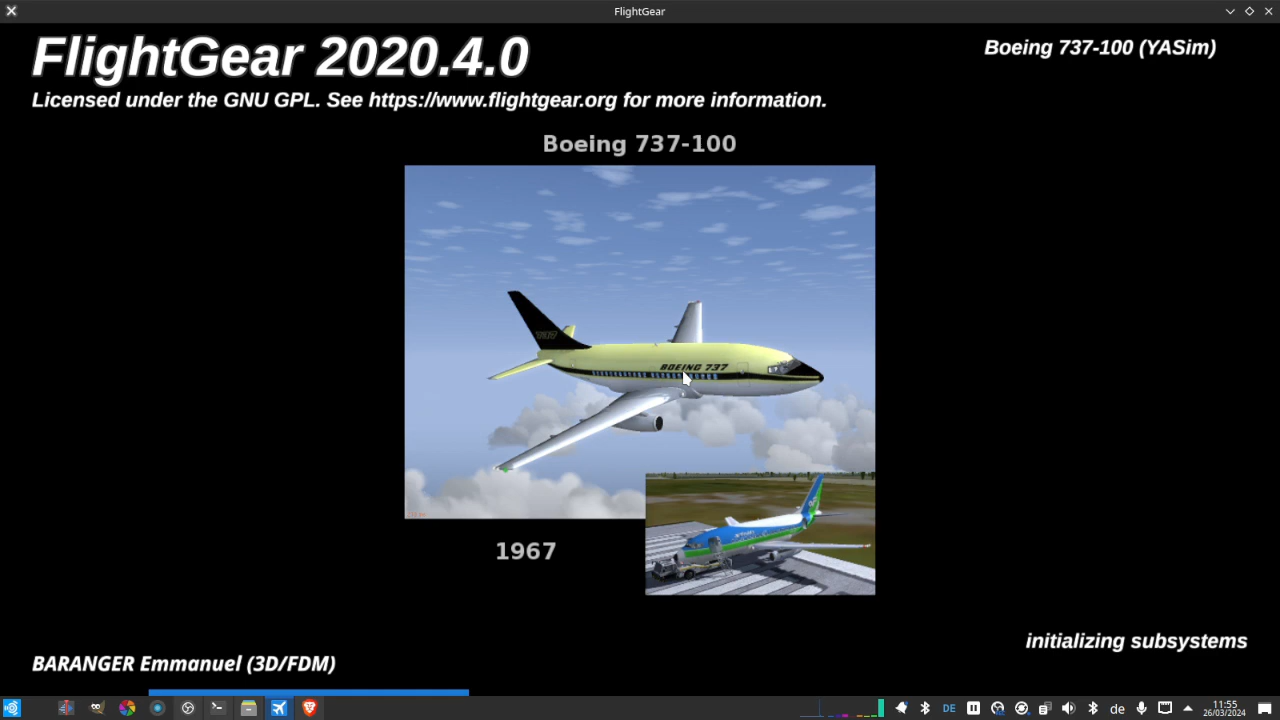 FlightGear
FlightGear 2020.4.0
Boeing 737-100 (YASim)
Licensed under the GNU GPL. See https://www.flightgear.org for more information.
Boeing 737-100
BOEING 737
1967
initializing subsystems
BARANGER Emmanuel (3D/FDM)
DE
de
11:55
26/03/2024